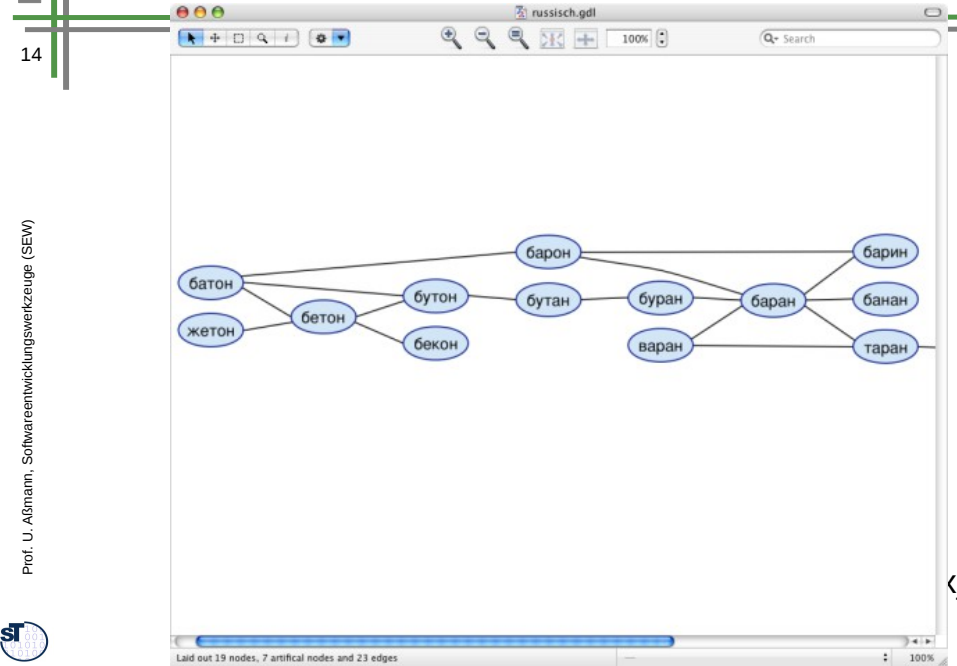 russisch.gdl
100%
Search
14
барон
барин
батон
бутон
бутан
буран
баран
банан
бетон
жетон
бекон
варан
таран
Prof. U. Aßmann, Softwareentwicklungswerkzeuge (SEW)
Laid out 19 nodes, 7 artifical nodes and 23 edges
100%